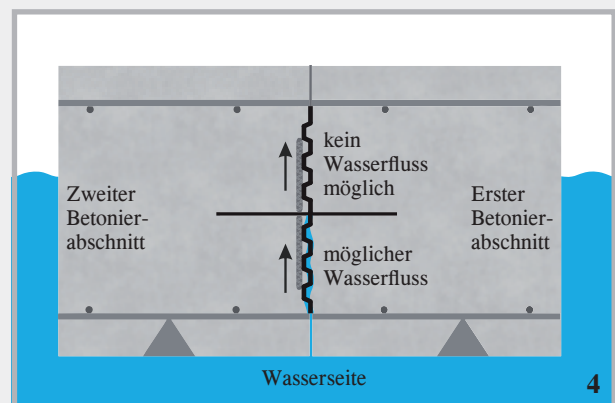 kein
Wasserfluss
möglich
Zweiter
Betonier-
abschnitt
Erster
Betonier-
abschnitt
möglicher
Wasserfluss
Wasserseite
4